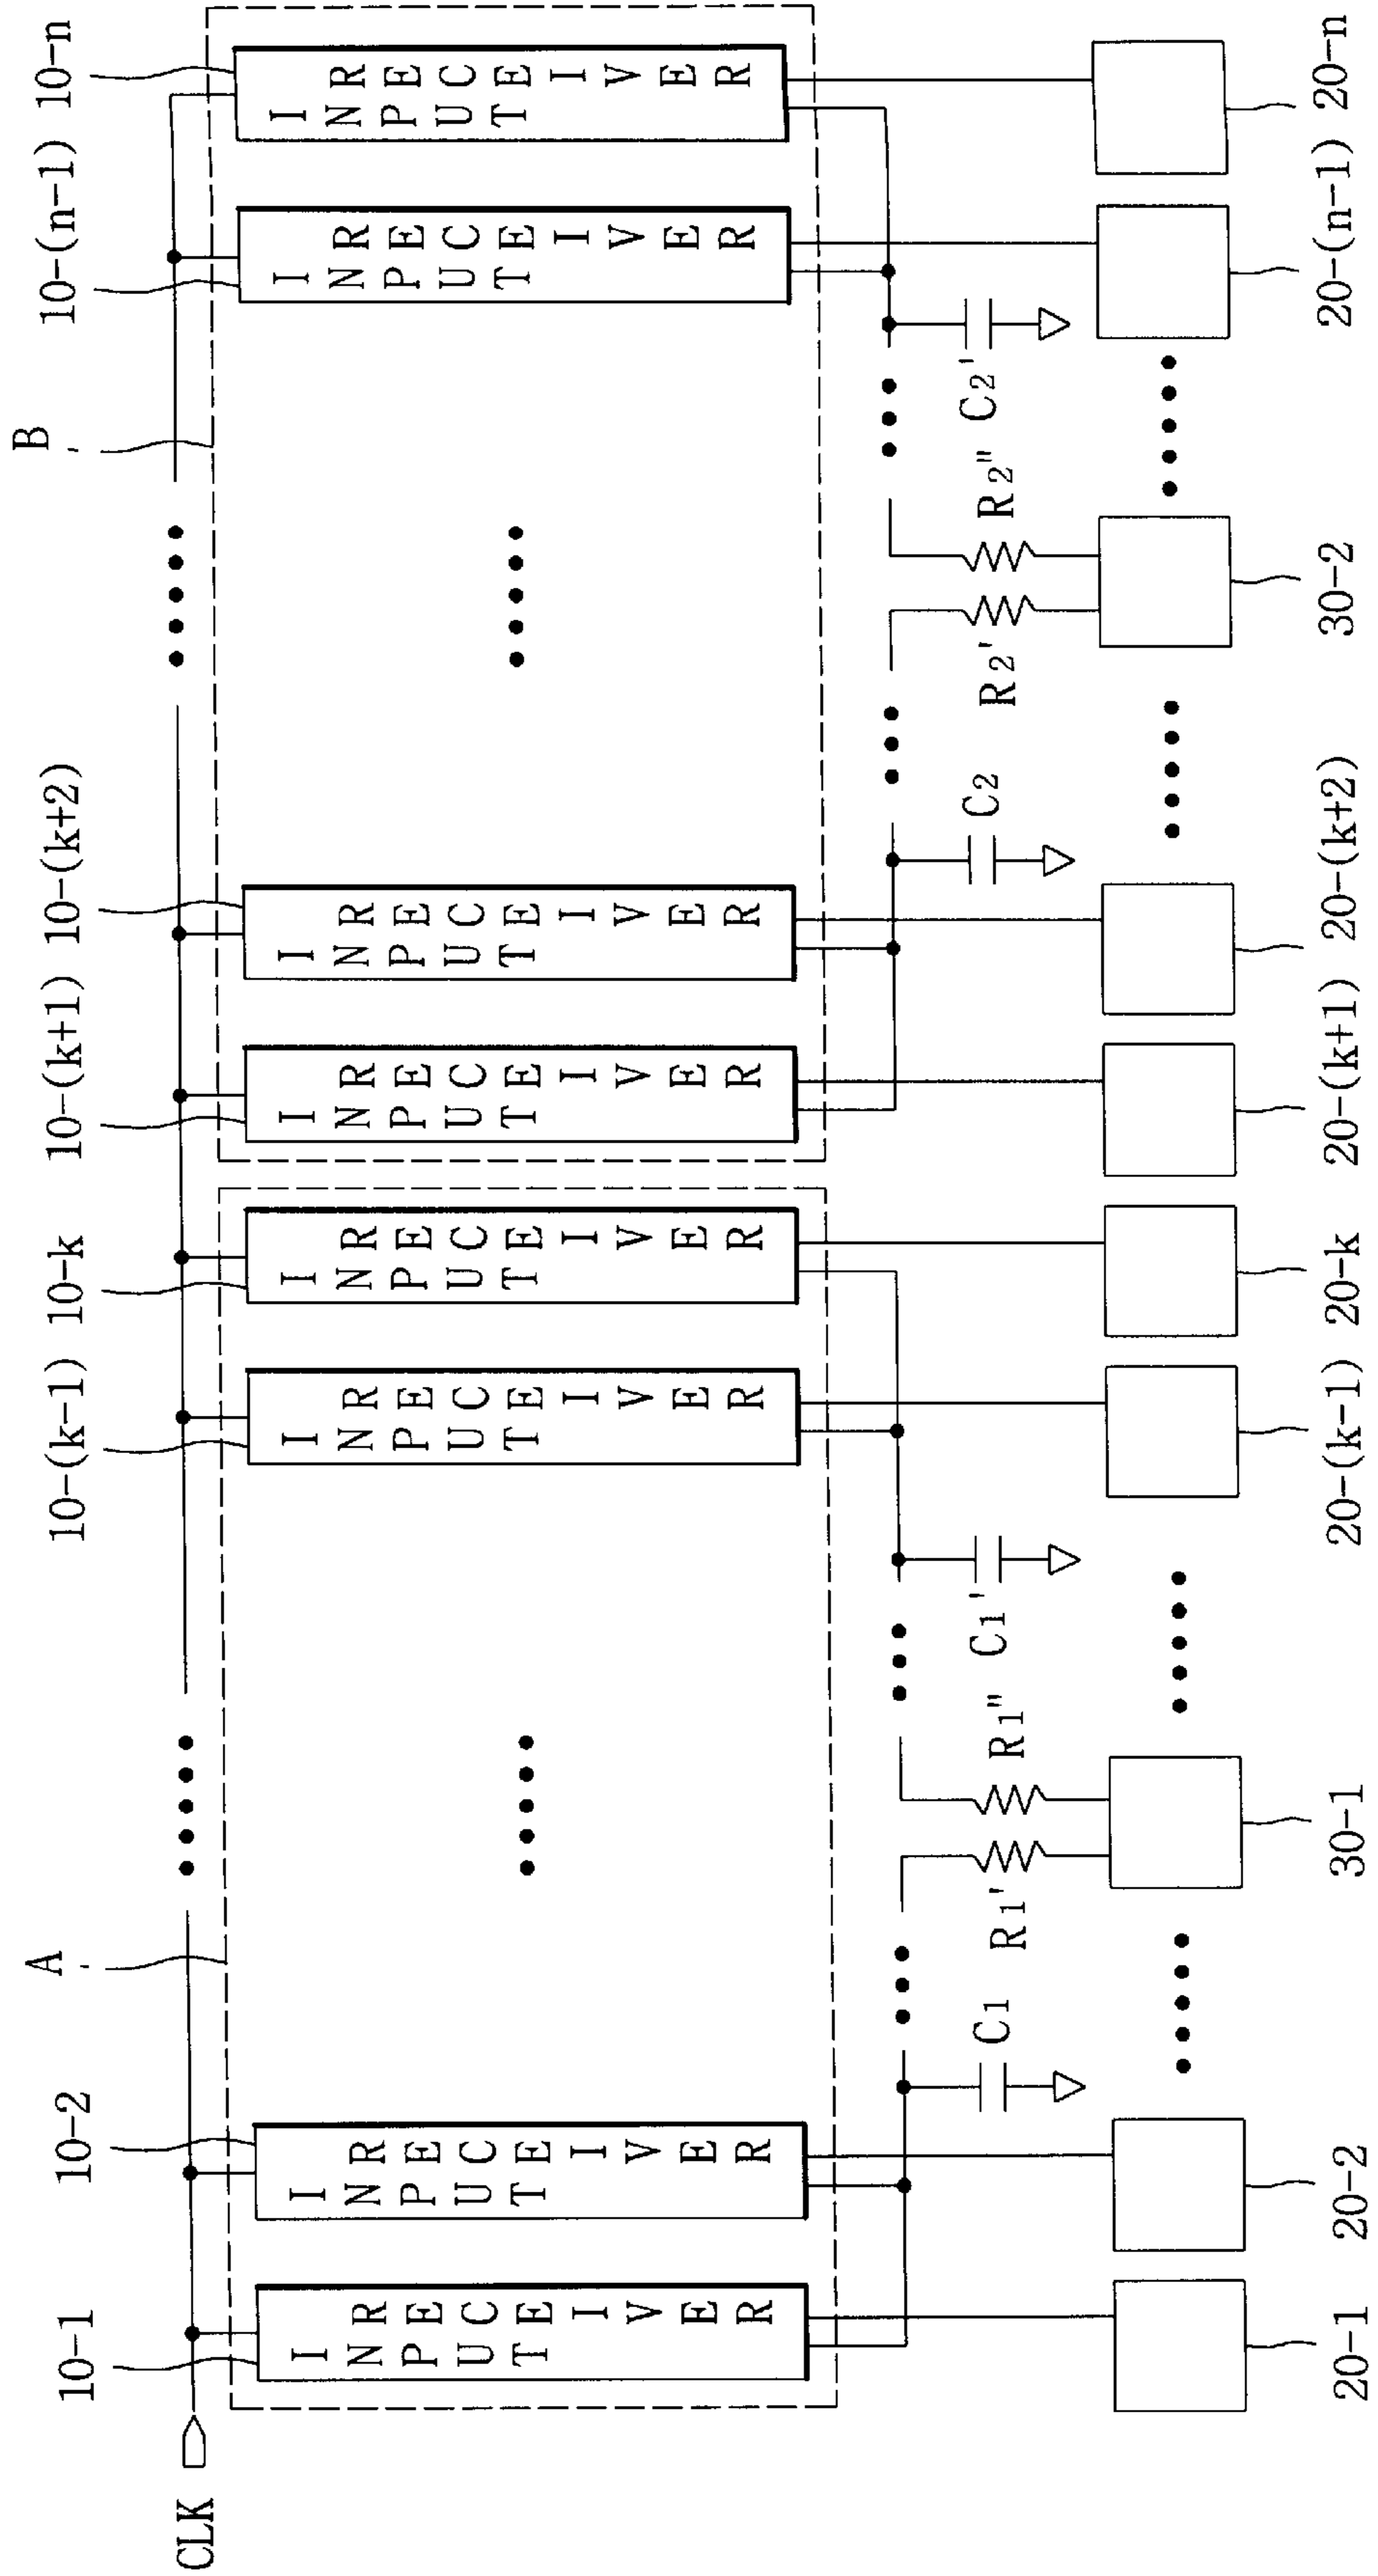 A
B
10-1
10-2
10-(k-1)
10-k
10-(k+1)
10-(k+2)
10-(n-1)
10-n
CLK
INPUT RECEIVER
INPUT RECEIVER
INPUT RECEIVER
INPUT RECEIVER
INPUT RECEIVER
INPUT RECEIVER
INPUT RECEIVER
INPUT RECEIVER
C1
R1'
R1"
C1'
C2
R2'
R2"
C2'
20-1
20-2
30-1
20-(k-1)
20-k
20-(k+1)
20-(k+2)
30-2
20-(n-1)
20-n